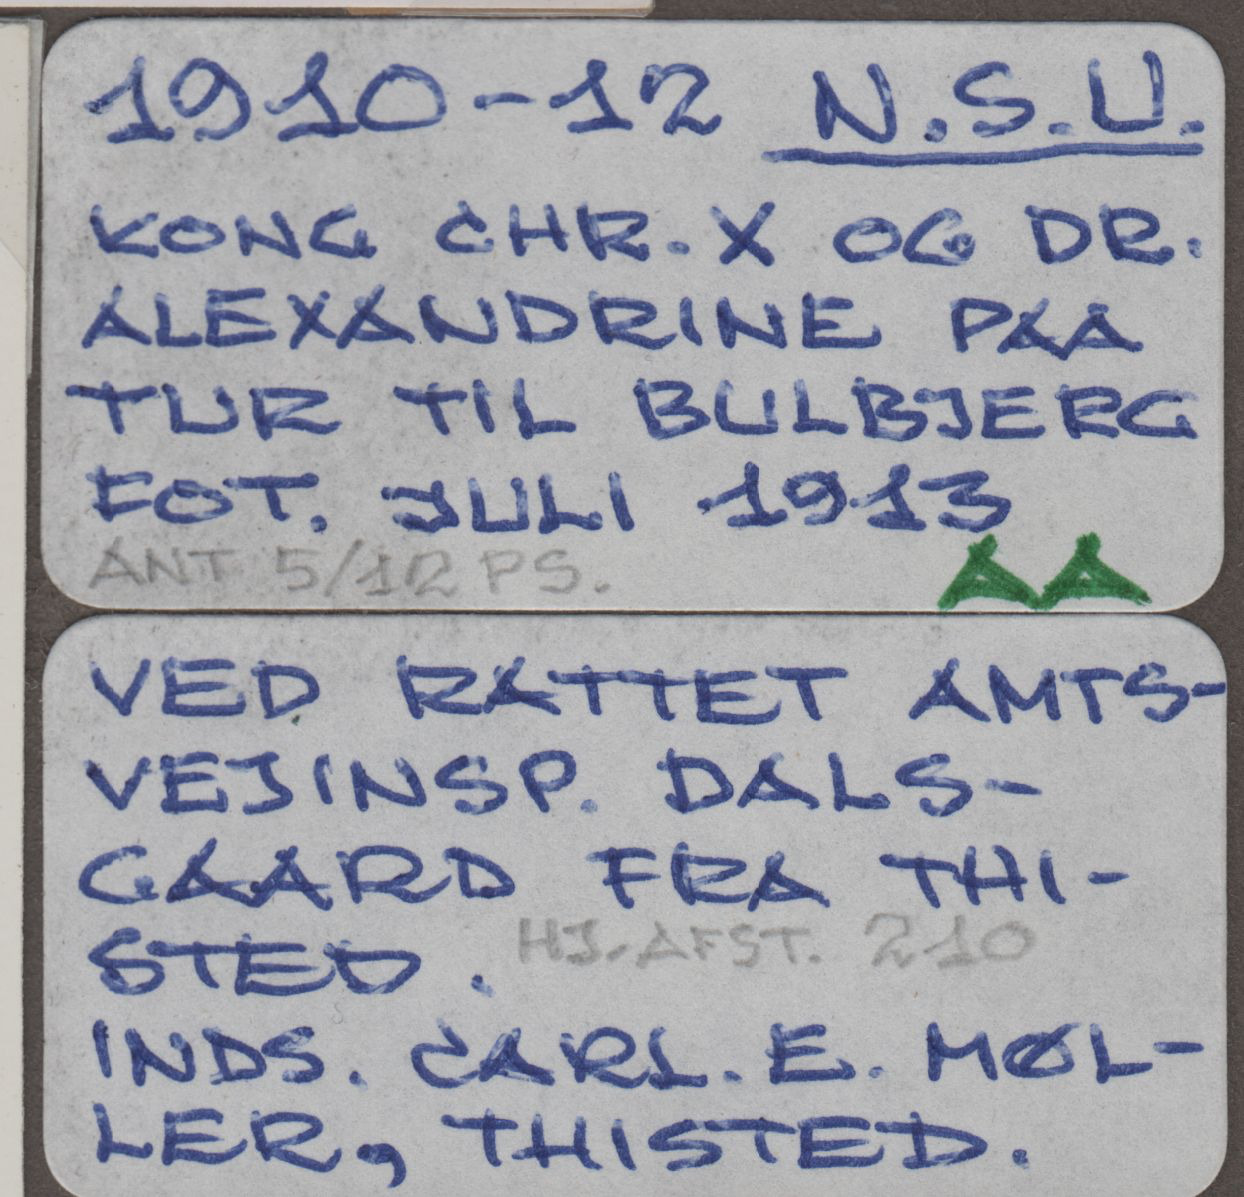 1910-12 N.S.U.
KONG CHR. X OG DR.
ALEXANDRINE PAA
TUR TIL BULBJERG
FOT. JULI 1913
ANT 5/12 PS.
AA
VED RATTET AMTS-
VEJINSP. DALS-
GAARD FRA THI-
STED.
HJ.AFST. 210
INDS. CARL. E. MØL-
LER, THISTED.